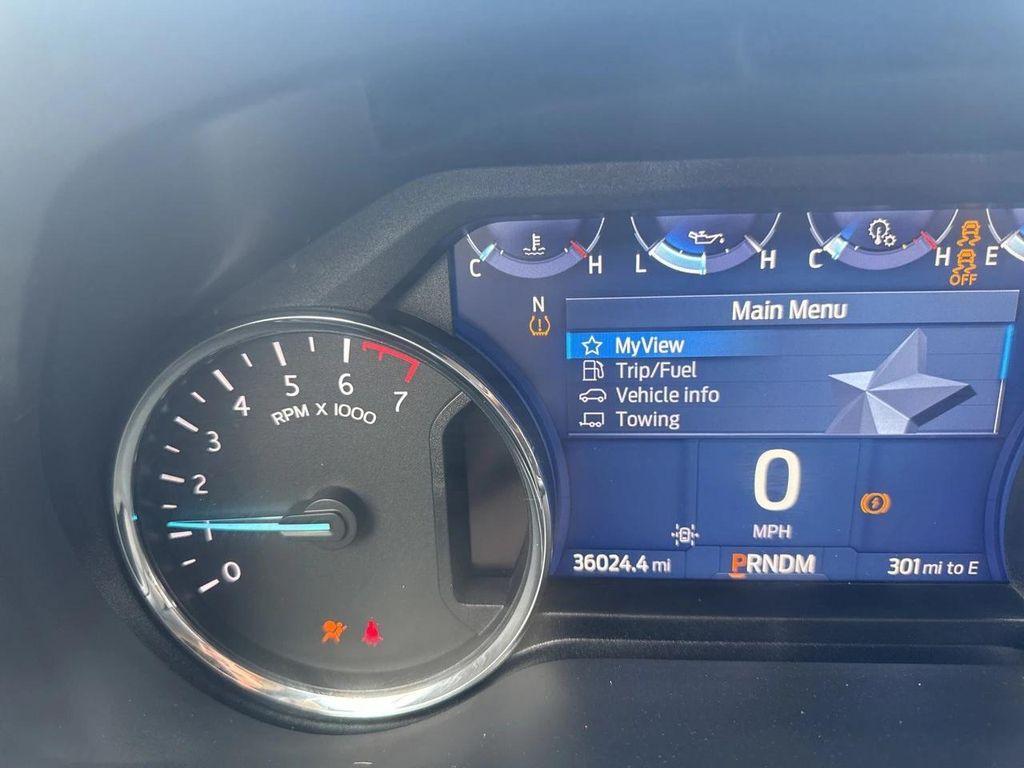 C H L H C H E
OFF
N
Main Menu
MyView
Trip/Fuel
Vehicle info
Towing
0
MPH
36024.4 mi
PRNDM
301 mi to E
0 1 2 3 4 5 6 7
RPM X 1000